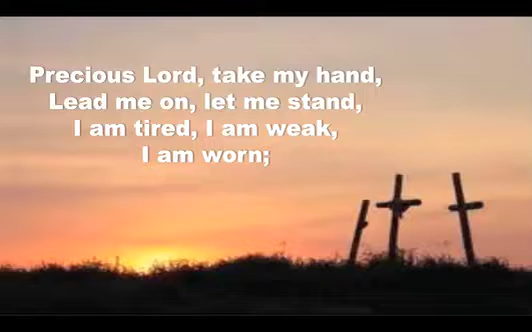 Precious Lord, take my hand,
Lead me on, let me stand,
I am tired, I am weak,
I am worn;